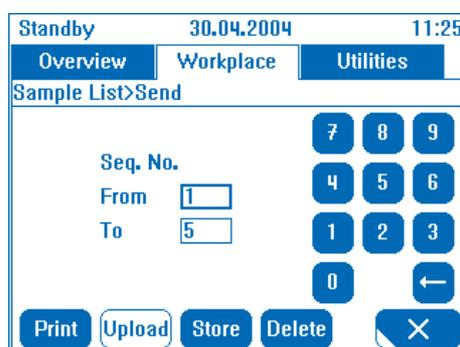 Standby 30.04.2004 11:25
Overview Workplace Utilities
Sample List>Send
7 8 9
Seq. No.
4 5 6
From 1
To 5
1 2 3
0 ←
Print Upload Store Delete ×